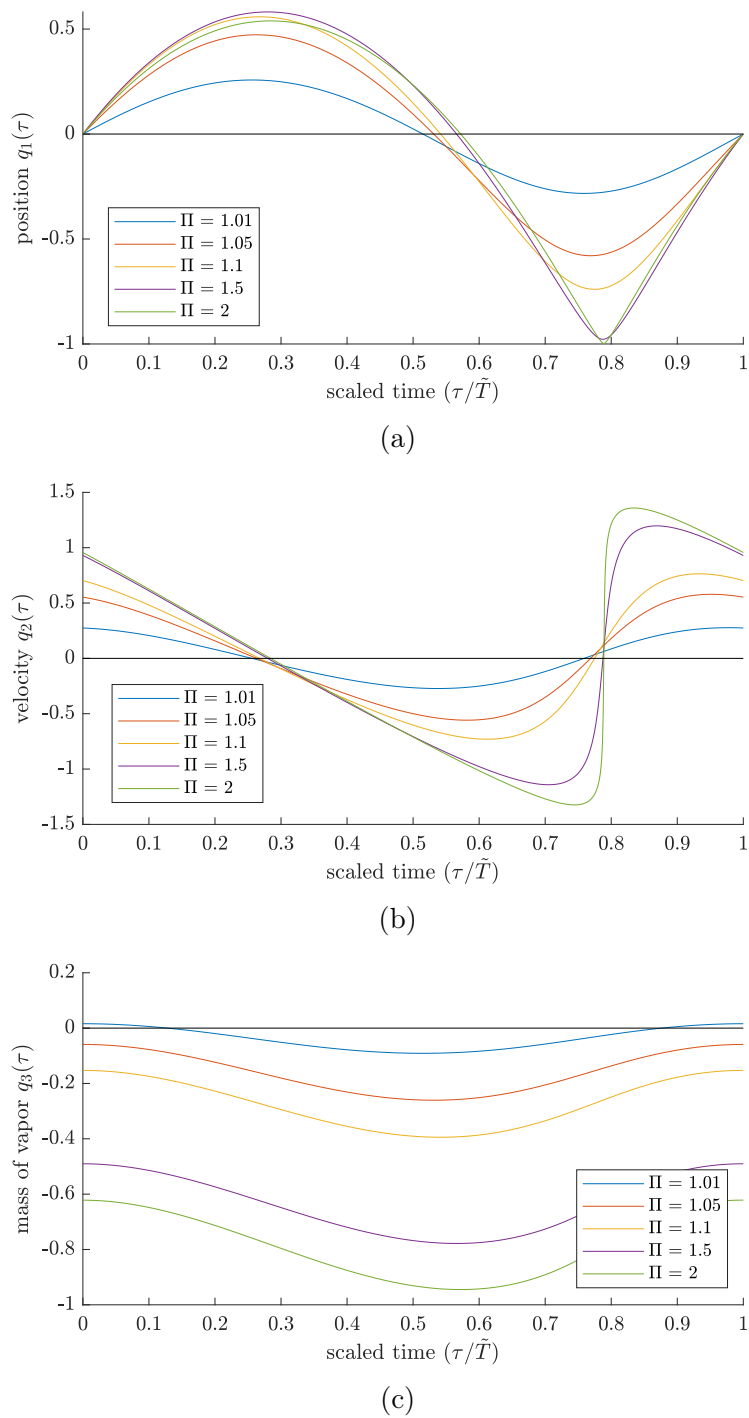 0.5
0
-0.5
-1
position q₁(τ)
Π = 1.01
Π = 1.05
Π = 1.1
Π = 1.5
Π = 2
0 0.1 0.2 0.3 0.4 0.5 0.6 0.7 0.8 0.9 1
scaled time (τ/T̃)
(a)
1.5
1
0.5
0
-0.5
-1
-1.5
velocity q₂(τ)
Π = 1.01
Π = 1.05
Π = 1.1
Π = 1.5
Π = 2
0 0.1 0.2 0.3 0.4 0.5 0.6 0.7 0.8 0.9 1
scaled time (τ/T̃)
(b)
0.2
0
-0.2
-0.4
-0.6
-0.8
-1
mass of vapor q₃(τ)
Π = 1.01
Π = 1.05
Π = 1.1
Π = 1.5
Π = 2
0 0.1 0.2 0.3 0.4 0.5 0.6 0.7 0.8 0.9 1
scaled time (τ/T̃)
(c)